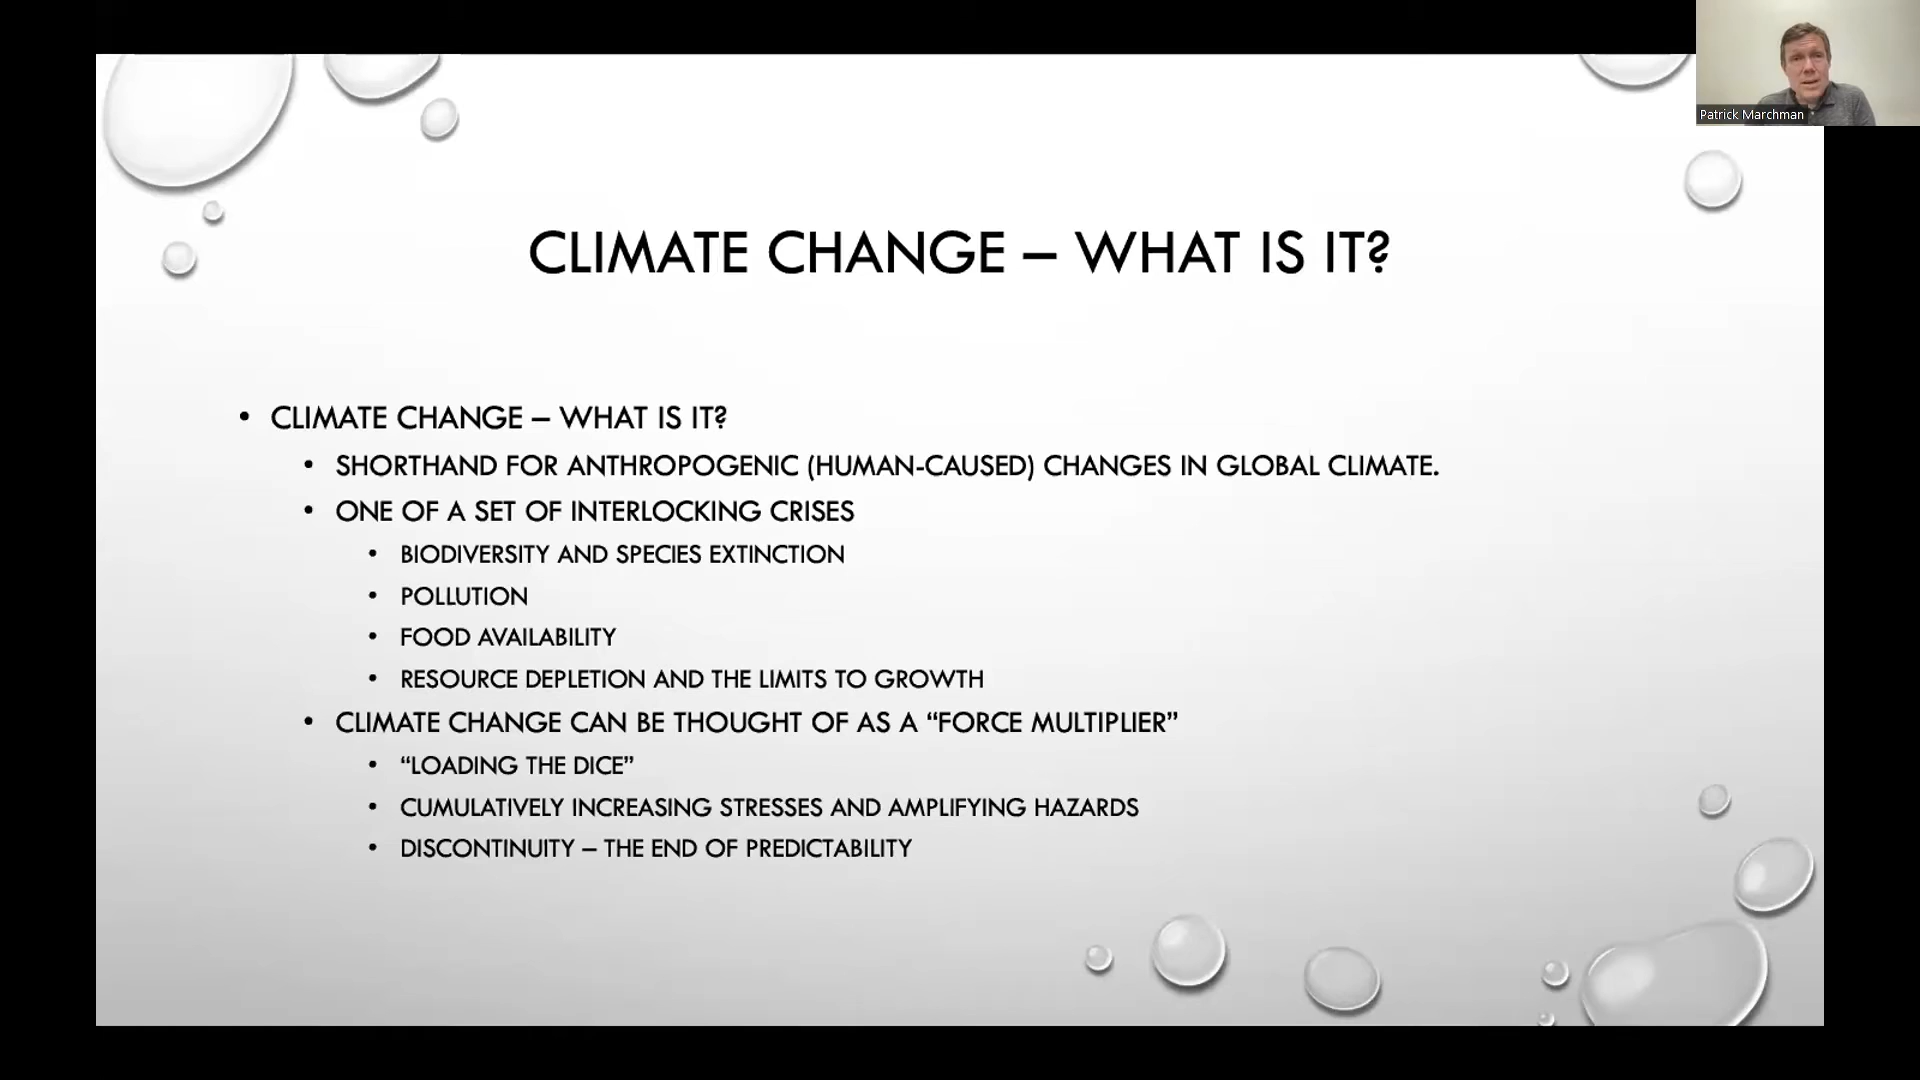 Patrick Marchman
CLIMATE CHANGE – WHAT IS IT?
• CLIMATE CHANGE – WHAT IS IT?
• SHORTHAND FOR ANTHROPOGENIC (HUMAN-CAUSED) CHANGES IN GLOBAL CLIMATE.
• ONE OF A SET OF INTERLOCKING CRISES
• BIODIVERSITY AND SPECIES EXTINCTION
• POLLUTION
• FOOD AVAILABILITY
• RESOURCE DEPLETION AND THE LIMITS TO GROWTH
• CLIMATE CHANGE CAN BE THOUGHT OF AS A “FORCE MULTIPLIER”
• “LOADING THE DICE”
• CUMULATIVELY INCREASING STRESSES AND AMPLIFYING HAZARDS
• DISCONTINUITY – THE END OF PREDICTABILITY